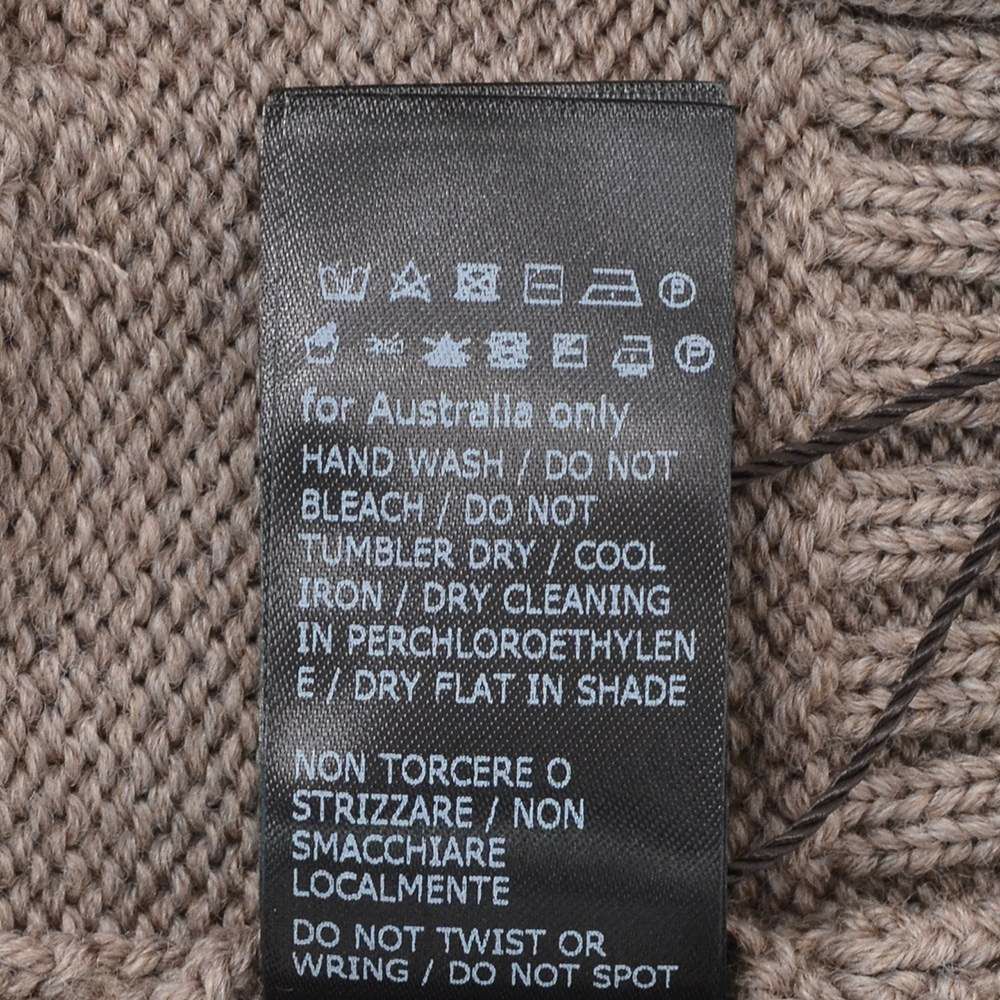 P
P
for Australia only
HAND WASH / DO NOT
BLEACH / DO NOT
TUMBLER DRY / COOL
IRON / DRY CLEANING
IN PERCHLOROETHYLEN
E / DRY FLAT IN SHADE
NON TORCERE O
STRIZZARE / NON
SMACCHIARE
LOCALMENTE
DO NOT TWIST OR
WRING / DO NOT SPOT